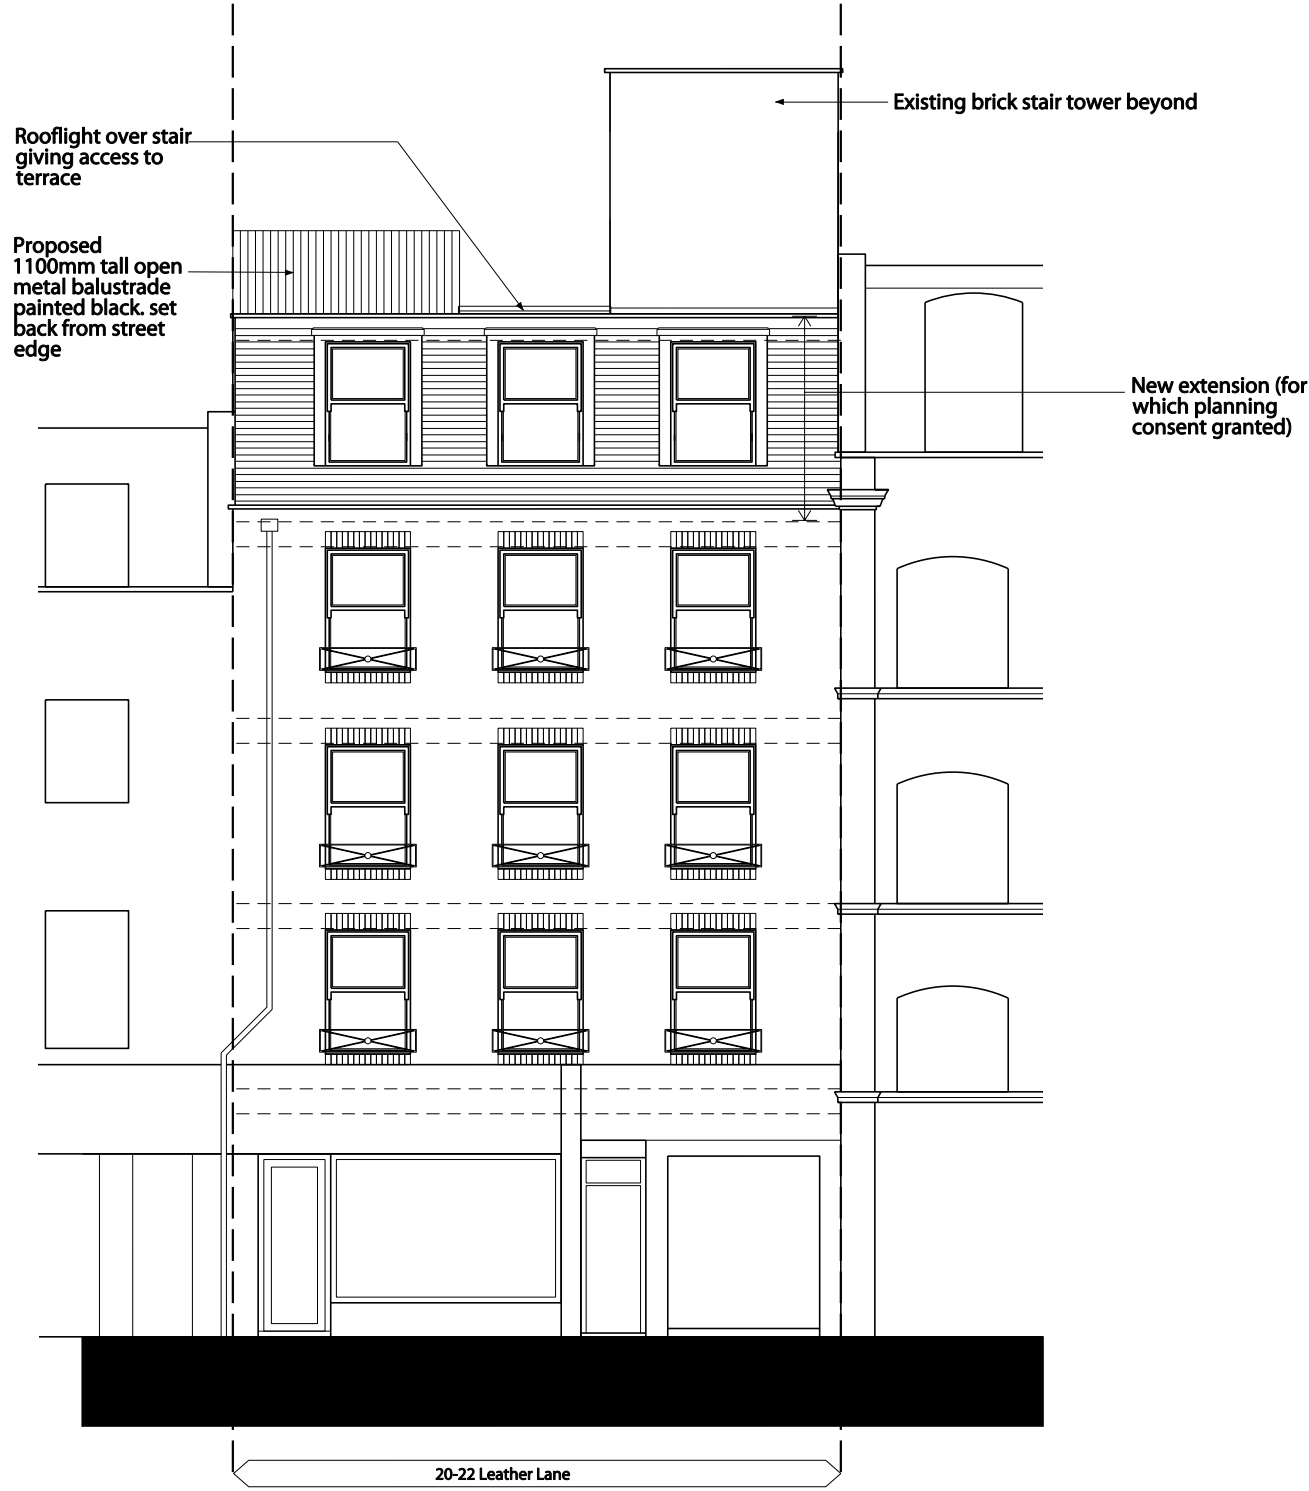 Existing brick stair tower beyond
Rooflight over stair
giving access to
terrace
Proposed
1100mm tall open
metal balustrade
painted black. set
back from street
edge
New extension (for
which planning
consent granted)
20-22 Leather Lane